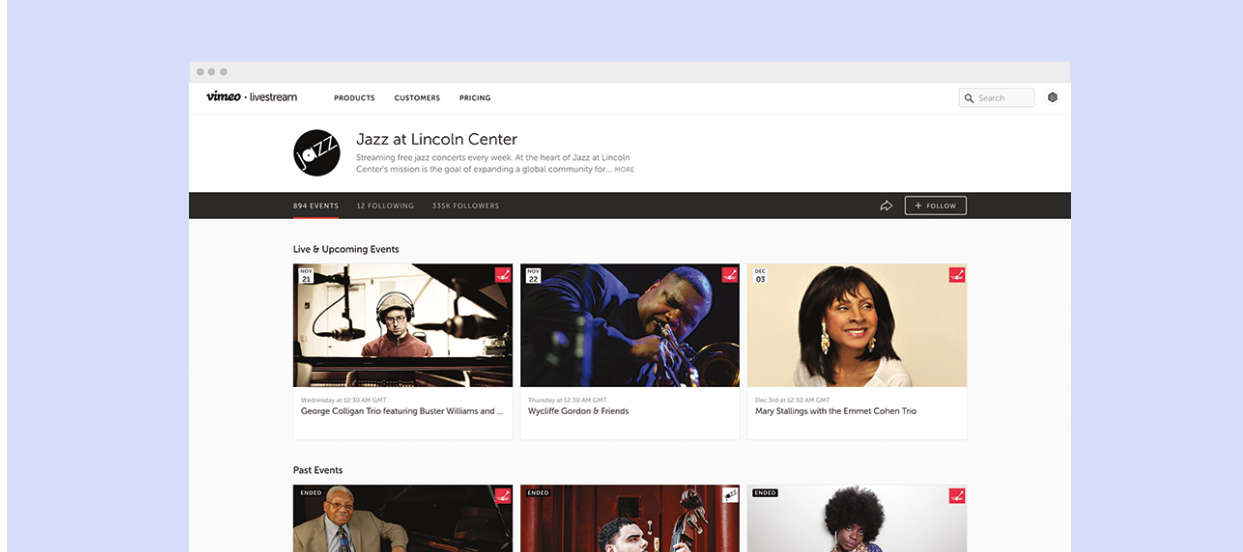 vimeo · livestream
PRODUCTS CUSTOMERS PRICING
Search
jazz
Jazz at Lincoln Center
Streaming free jazz concerts every week. At the heart of Jazz at Lincoln
Center's mission is the goal of expanding a global community for... MORE
894 EVENTS 12 FOLLOWING 335K FOLLOWERS
+ FOLLOW
Live & Upcoming Events
NOV
21
NOV
22
DEC
03
Wednesday at 12:30 AM GMT
George Colligan Trio featuring Buster Williams and ...
Thursday at 12:30 AM GMT
Wycliffe Gordon & Friends
Dec 3rd at 12:30 AM GMT
Mary Stallings with the Emmet Cohen Trio
Past Events
ENDED
ENDED
jazz
ENDED